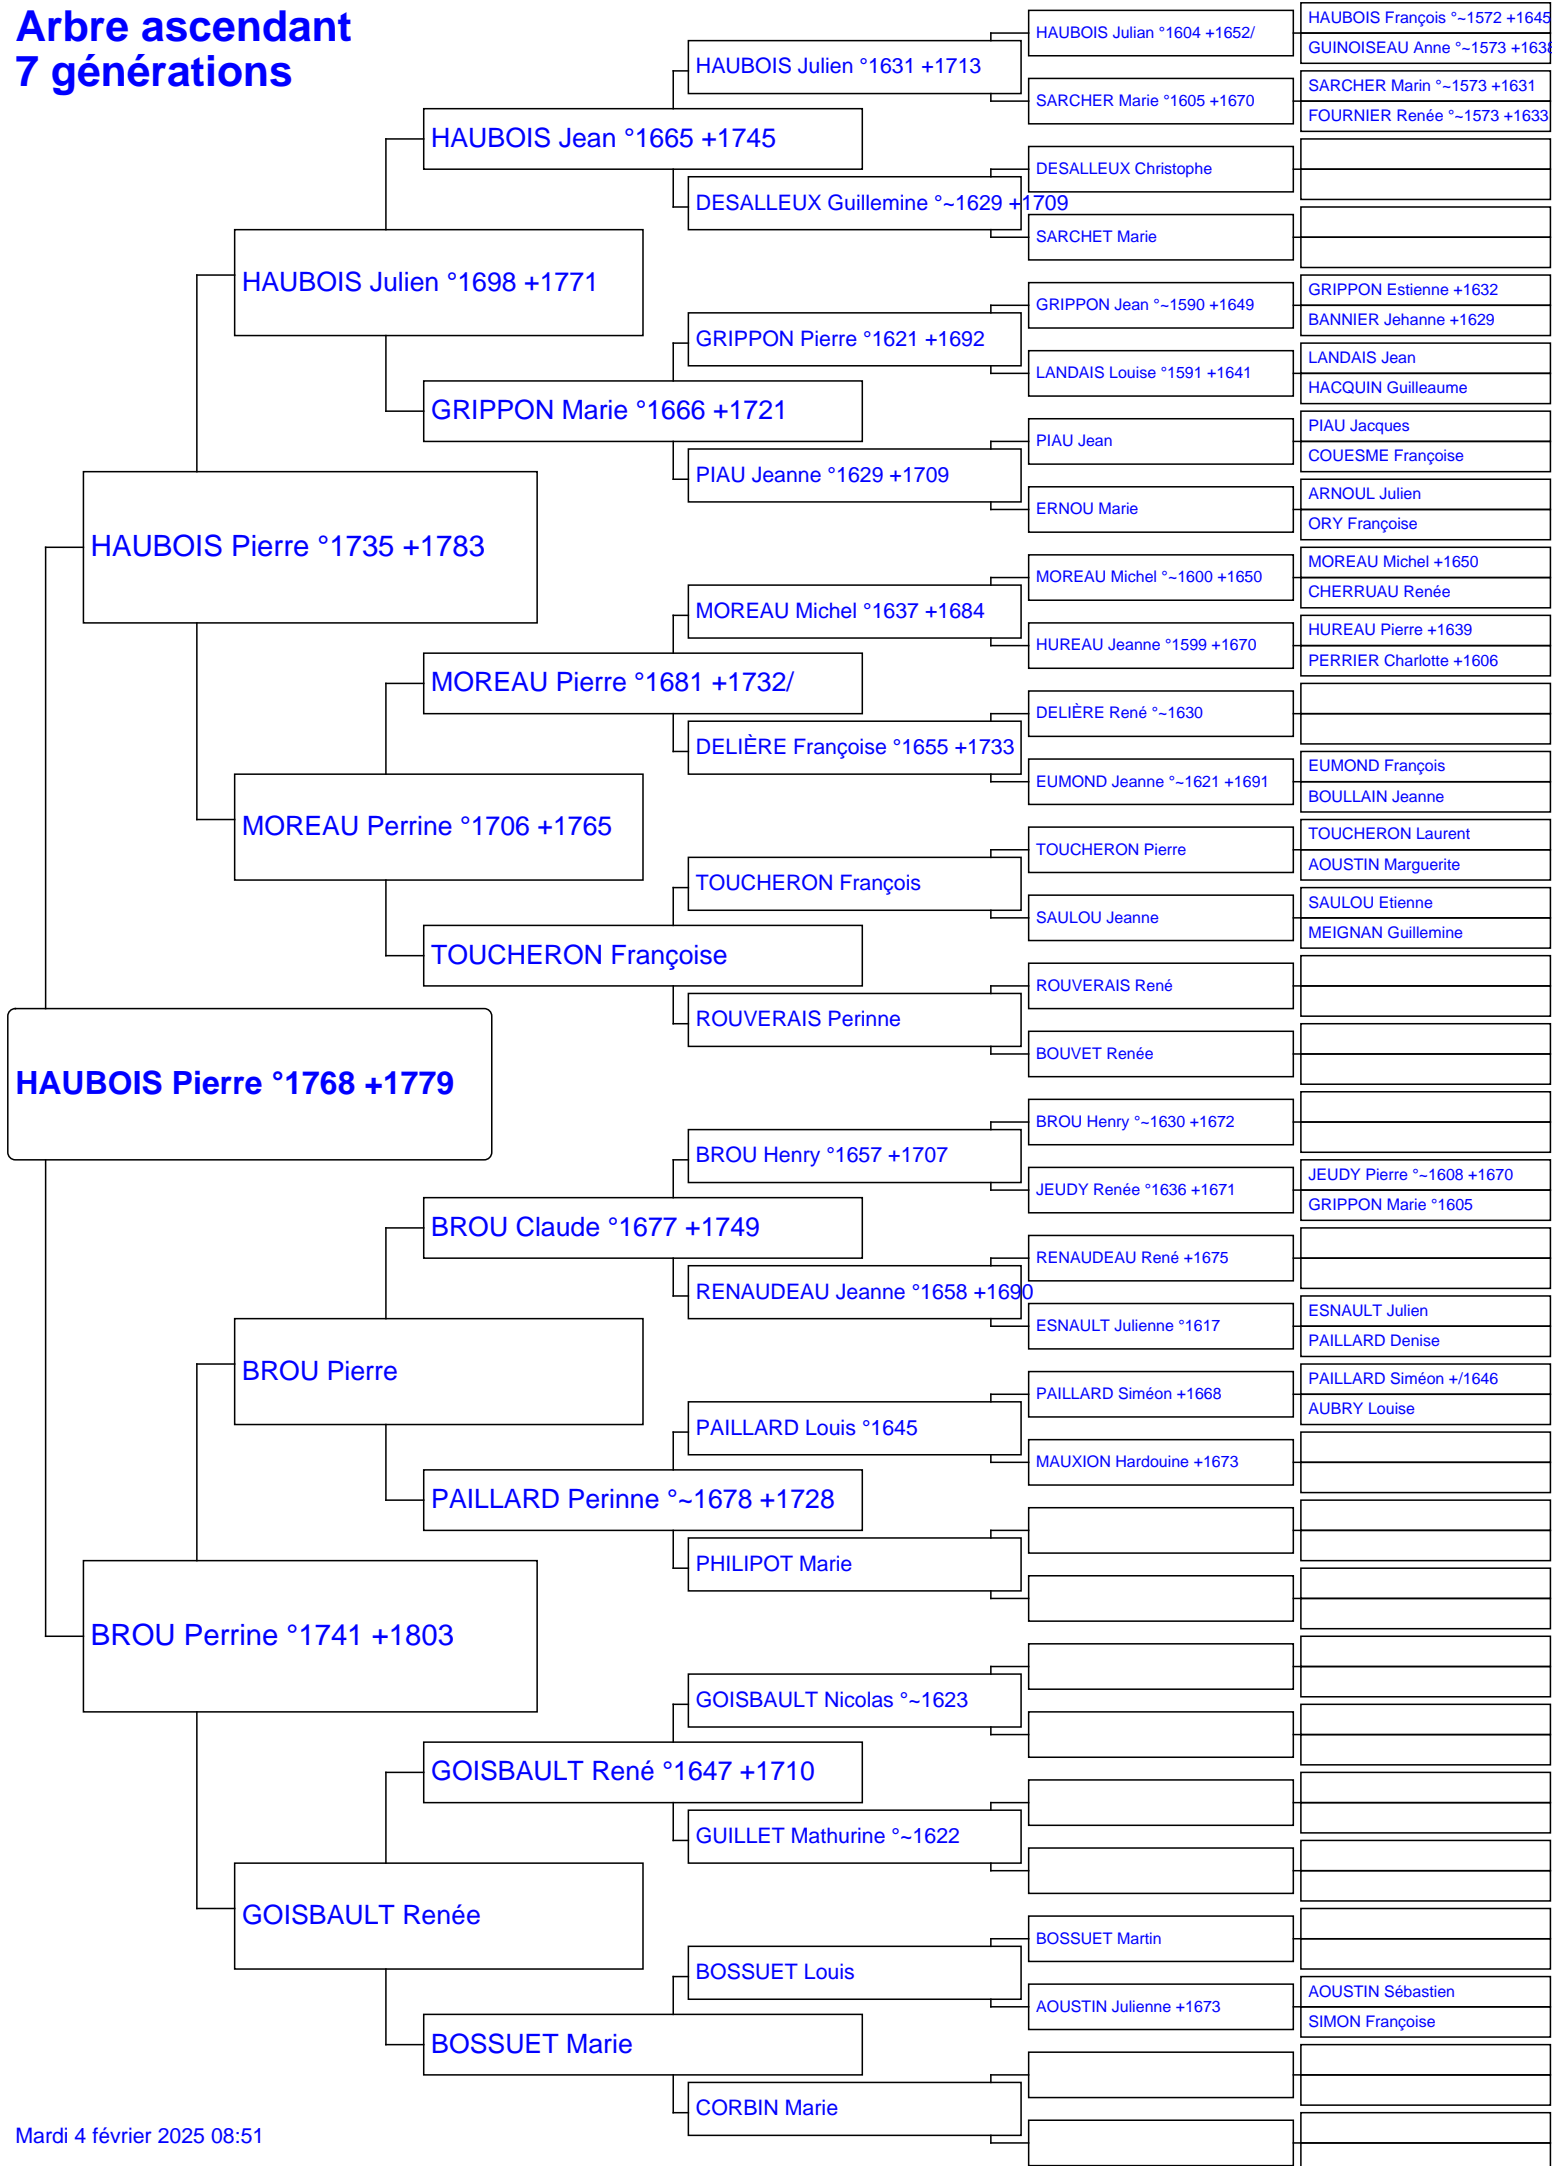 Arbre ascendant
7 générations
HAUBOIS Pierre °1768 +1779
HAUBOIS Pierre °1735 +1783
BROU Perrine °1741 +1803
HAUBOIS Julien °1698 +1771
MOREAU Perrine °1706 +1765
BROU Pierre
GOISBAULT Renée
HAUBOIS Jean °1665 +1745
GRIPPON Marie °1666 +1721
MOREAU Pierre °1681 +1732/
TOUCHERON Françoise
BROU Claude °1677 +1749
PAILLARD Perinne °~1678 +1728
GOISBAULT René °1647 +1710
BOSSUET Marie
HAUBOIS Julien °1631 +1713
DESALLEUX Guillemine °~1629 +1709
GRIPPON Pierre °1621 +1692
PIAU Jeanne °1629 +1709
MOREAU Michel °1637 +1684
DELIÈRE Françoise °1655 +1733
TOUCHERON François
ROUVERAIS Perinne
BROU Henry °1657 +1707
RENAUDEAU Jeanne °1658 +1690
PAILLARD Louis °1645
PHILIPOT Marie
GOISBAULT Nicolas °~1623
GUILLET Mathurine °~1622
BOSSUET Louis
CORBIN Marie
HAUBOIS Julian °1604 +1652/
SARCHER Marie °1605 +1670
DESALLEUX Christophe
SARCHET Marie
GRIPPON Jean °~1590 +1649
LANDAIS Louise °1591 +1641
PIAU Jean
ERNOU Marie
MOREAU Michel °~1600 +1650
HUREAU Jeanne °1599 +1670
DELIÈRE René °~1630
EUMOND Jeanne °~1621 +1691
TOUCHERON Pierre
SAULOU Jeanne
ROUVERAIS René
BOUVET Renée
BROU Henry °~1630 +1672
JEUDY Renée °1636 +1671
RENAUDEAU René +1675
ESNAULT Julienne °1617
PAILLARD Siméon +1668
MAUXION Hardouine +1673
BOSSUET Martin
AOUSTIN Julienne +1673
HAUBOIS François °~1572 +1645
GUINOISEAU Anne °~1573 +1638
SARCHER Marin °~1573 +1631
FOURNIER Renée °~1573 +1633
GRIPPON Estienne +1632
BANNIER Jehanne +1629
LANDAIS Jean
HACQUIN Guilleaume
PIAU Jacques
COUESME Françoise
ARNOUL Julien
ORY Françoise
MOREAU Michel +1650
CHERRUAU Renée
HUREAU Pierre +1639
PERRIER Charlotte +1606
EUMOND François
BOULLAIN Jeanne
TOUCHERON Laurent
AOUSTIN Marguerite
SAULOU Etienne
MEIGNAN Guillemine
JEUDY Pierre °~1608 +1670
GRIPPON Marie °1605
ESNAULT Julien
PAILLARD Denise
PAILLARD Siméon +/1646
AUBRY Louise
AOUSTIN Sébastien
SIMON Françoise
Mardi 4 février 2025 08:51